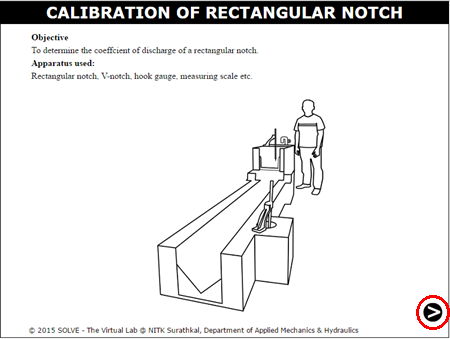 CALIBRATION OF RECTANGULAR NOTCH
Objective
To determine the coeffcient of discharge of a rectangular notch.
Apparatus used:
Rectangular notch, V-notch, hook gauge, measuring scale etc.
© 2015 SOLVE - The Virtual Lab @ NITK Surathkal, Department of Applied Mechanics & Hydraulics